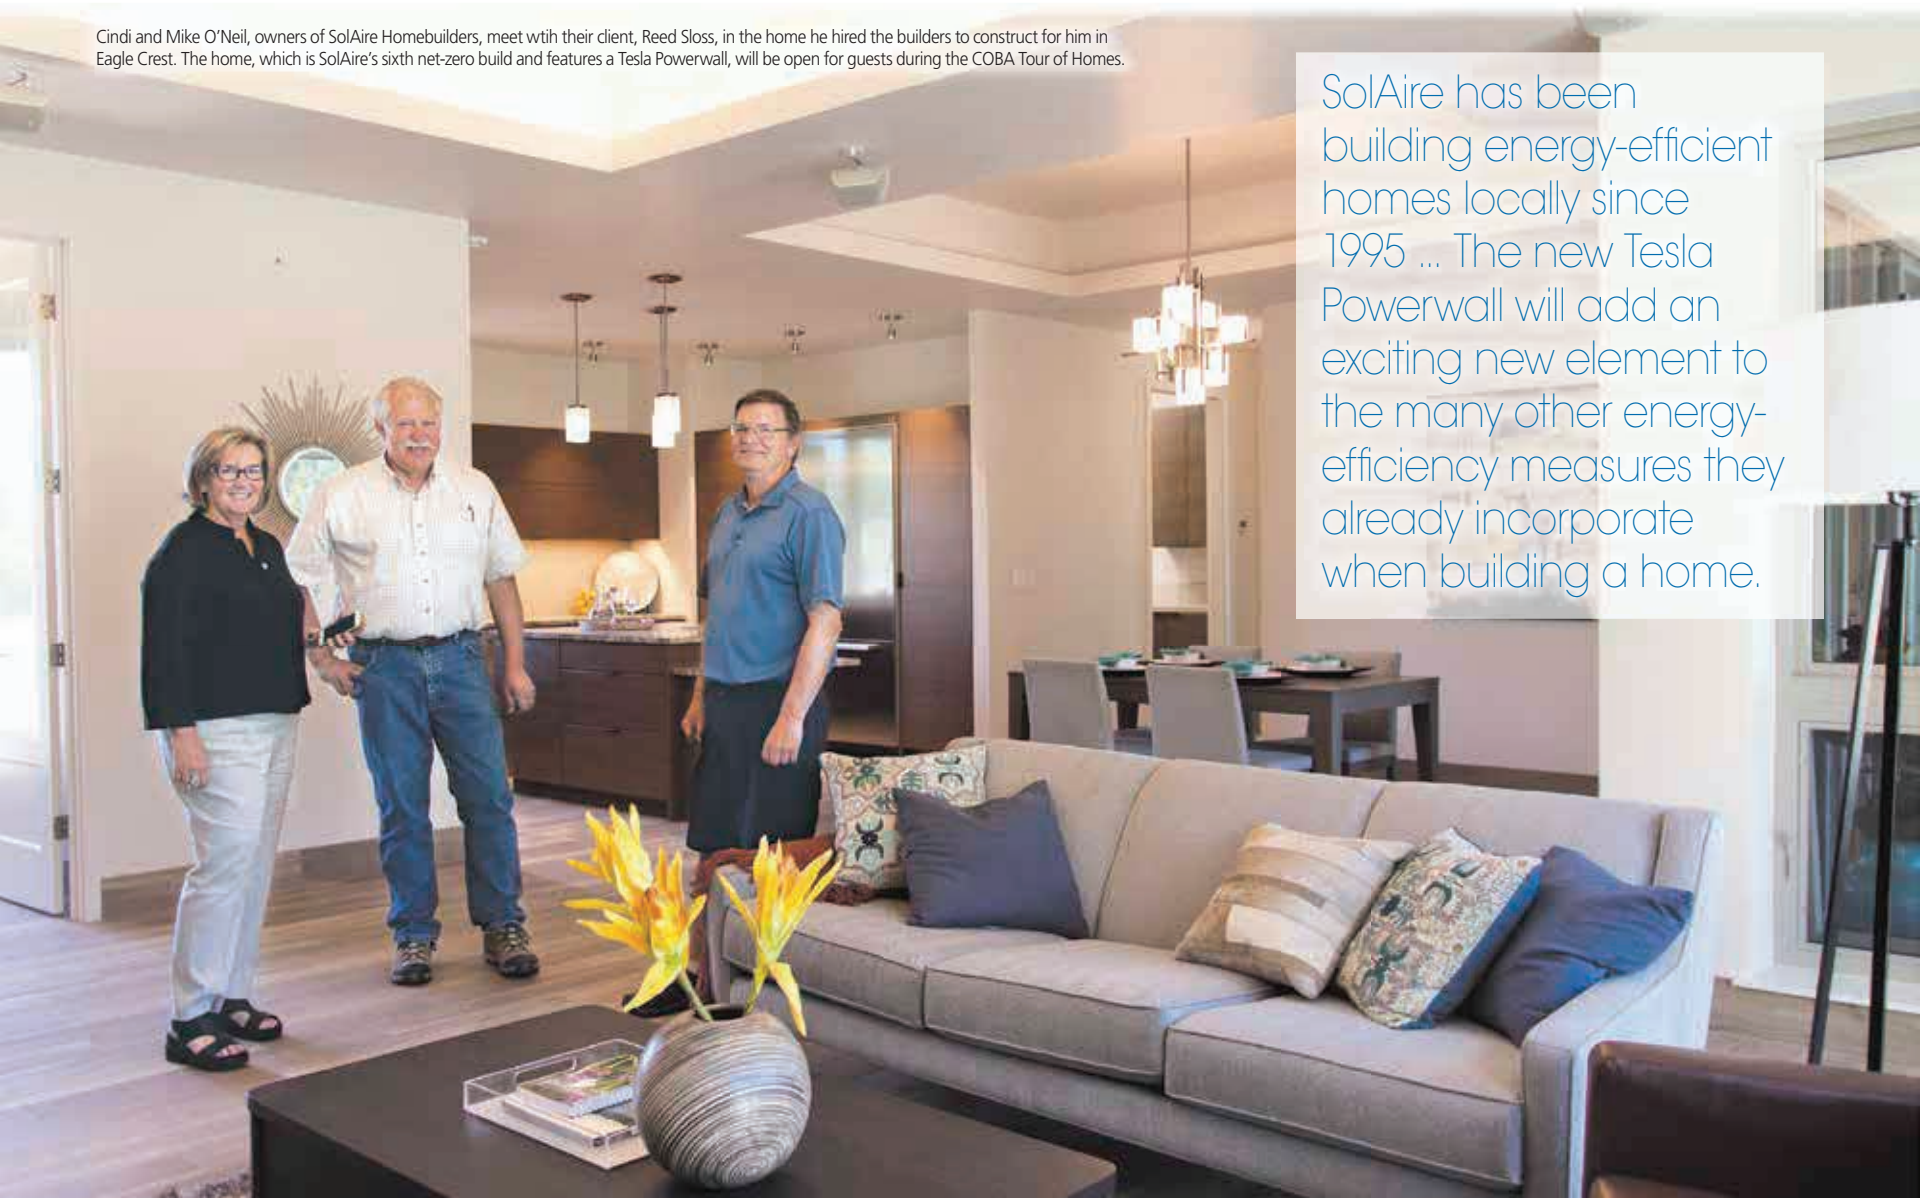 Cindi and Mike O'Neil, owners of SolAire Homebuilders, meet wtih their client, Reed Sloss, in the home he hired the builders to construct for him in
Eagle Crest. The home, which is SolAire's sixth net-zero build and features a Tesla Powerwall, will be open for guests during the COBA Tour of Homes.
SolAire has been
building energy-efficient
homes locally since
1995 ... The new Tesla
Powerwall will add an
exciting new element to
the many other energy-
efficiency measures they
already incorporate
when building a home.